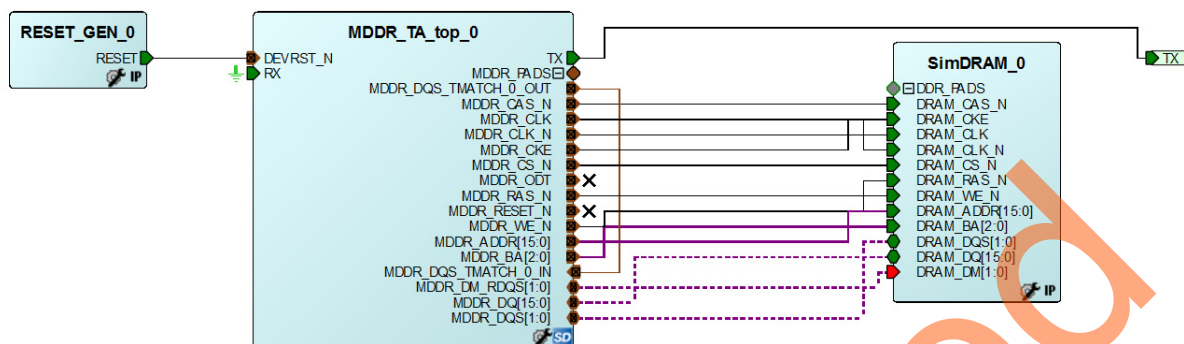 RESET_GEN_0
RESET
IP
MDDR_TA_top_0
DEVRST_N
RX
TX
MDDR_PADS
MDDR_DQS_TMATCH_0_OUT
MDDR_CAS_N
MDDR_CLK
MDDR_CLK_N
MDDR_CKE
MDDR_CS_N
MDDR_ODT
MDDR_RAS_N
MDDR_RESET_N
MDDR_WE_N
MDDR_ADDR[15:0]
MDDR_BA[2:0]
MDDR_DQS_TMATCH_0_IN
MDDR_DM_RDQS[1:0]
MDDR_DQ[15:0]
MDDR_DQS[1:0]
SD
SimDRAM_0
DDR_PADS
DRAM_CAS_N
DRAM_CKE
DRAM_CLK
DRAM_CLK_N
DRAM_CS_N
DRAM_RAS_N
DRAM_WE_N
DRAM_ADDR[15:0]
DRAM_BA[2:0]
DRAM_DQS[1:0]
DRAM_DQ[15:0]
DRAM_DM[1:0]
IP
TX